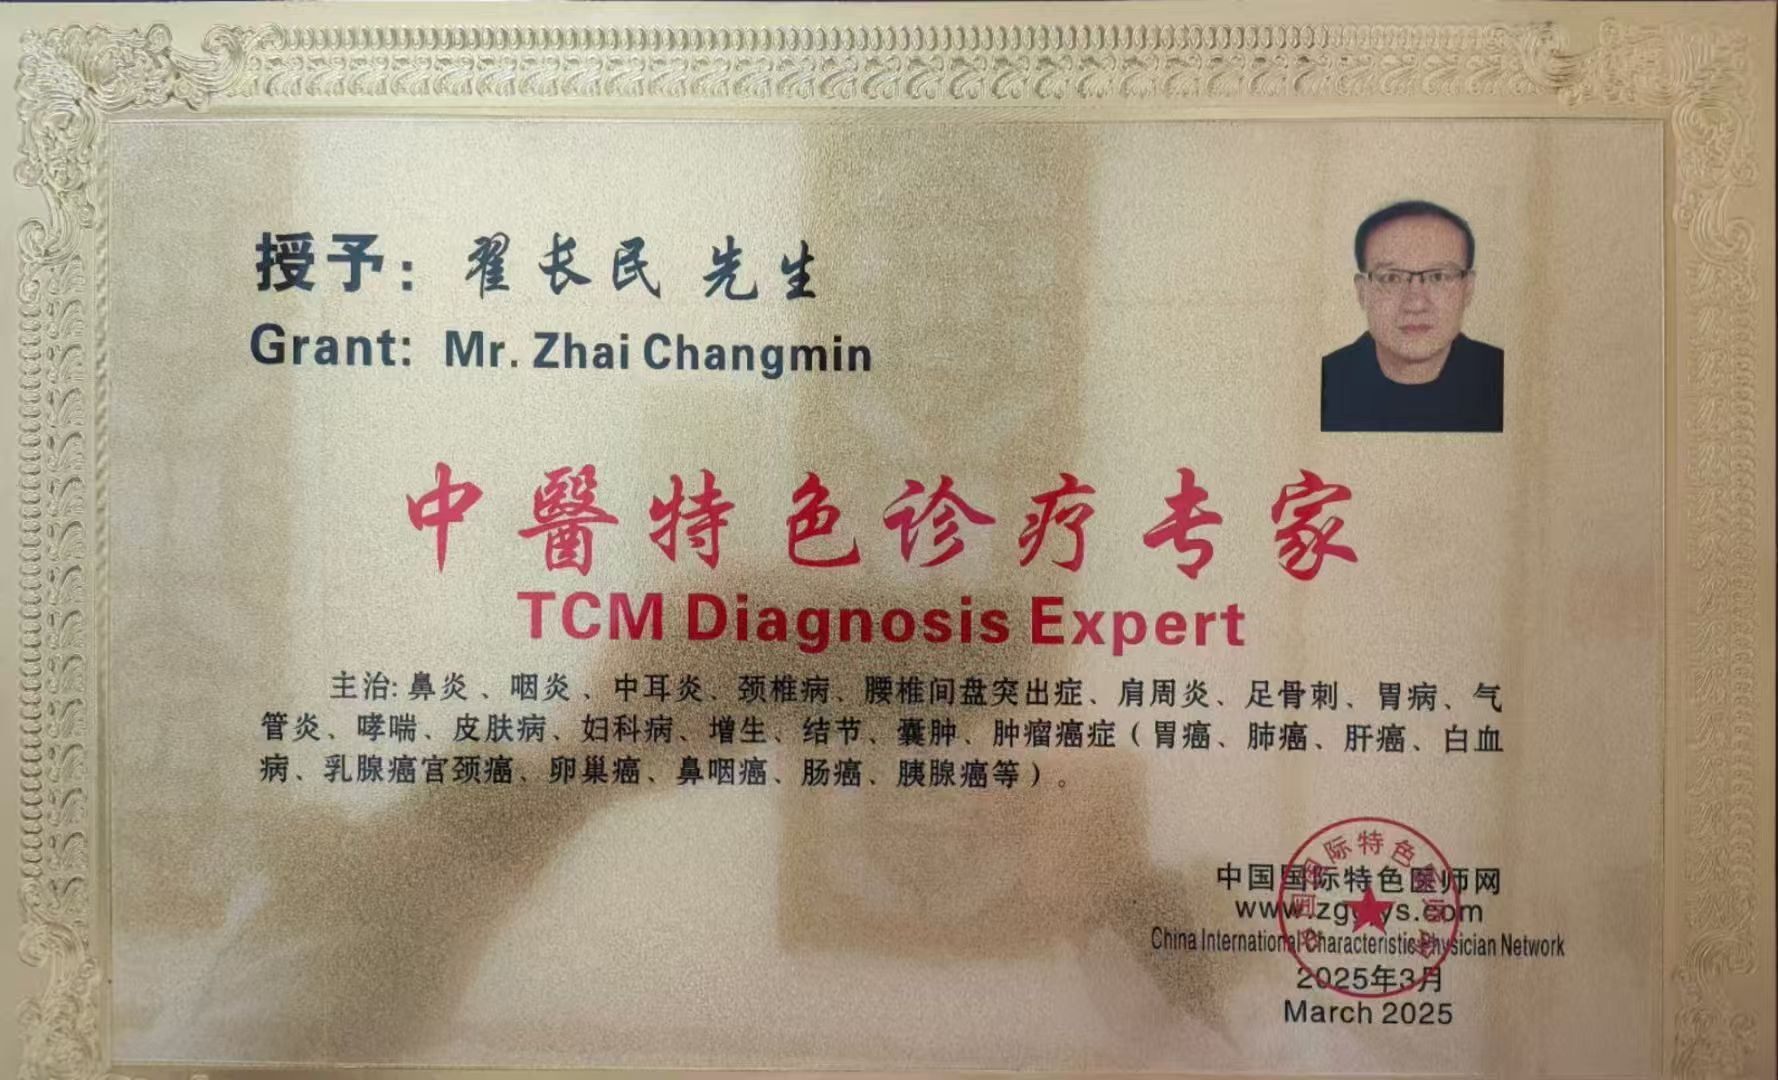 授予：翟长民 先生
Grant: Mr. Zhai Changmin
中醫特色诊疗专家
TCM Diagnosis Expert
主治: 鼻炎、咽炎、中耳炎、颈椎病、腰椎间盘突出症、肩周炎、足骨刺、胃病、气
管炎、哮喘、皮肤病、妇科病、增生、结节、囊肿、肿瘤癌症（胃癌、肺癌、肝癌、白血
病、乳腺癌宫颈癌、卵巢癌、鼻咽癌、肠癌、胰腺癌等）。
中国国际特色医师网
China International Characteristic Physician Network
2025年3月
March 2025